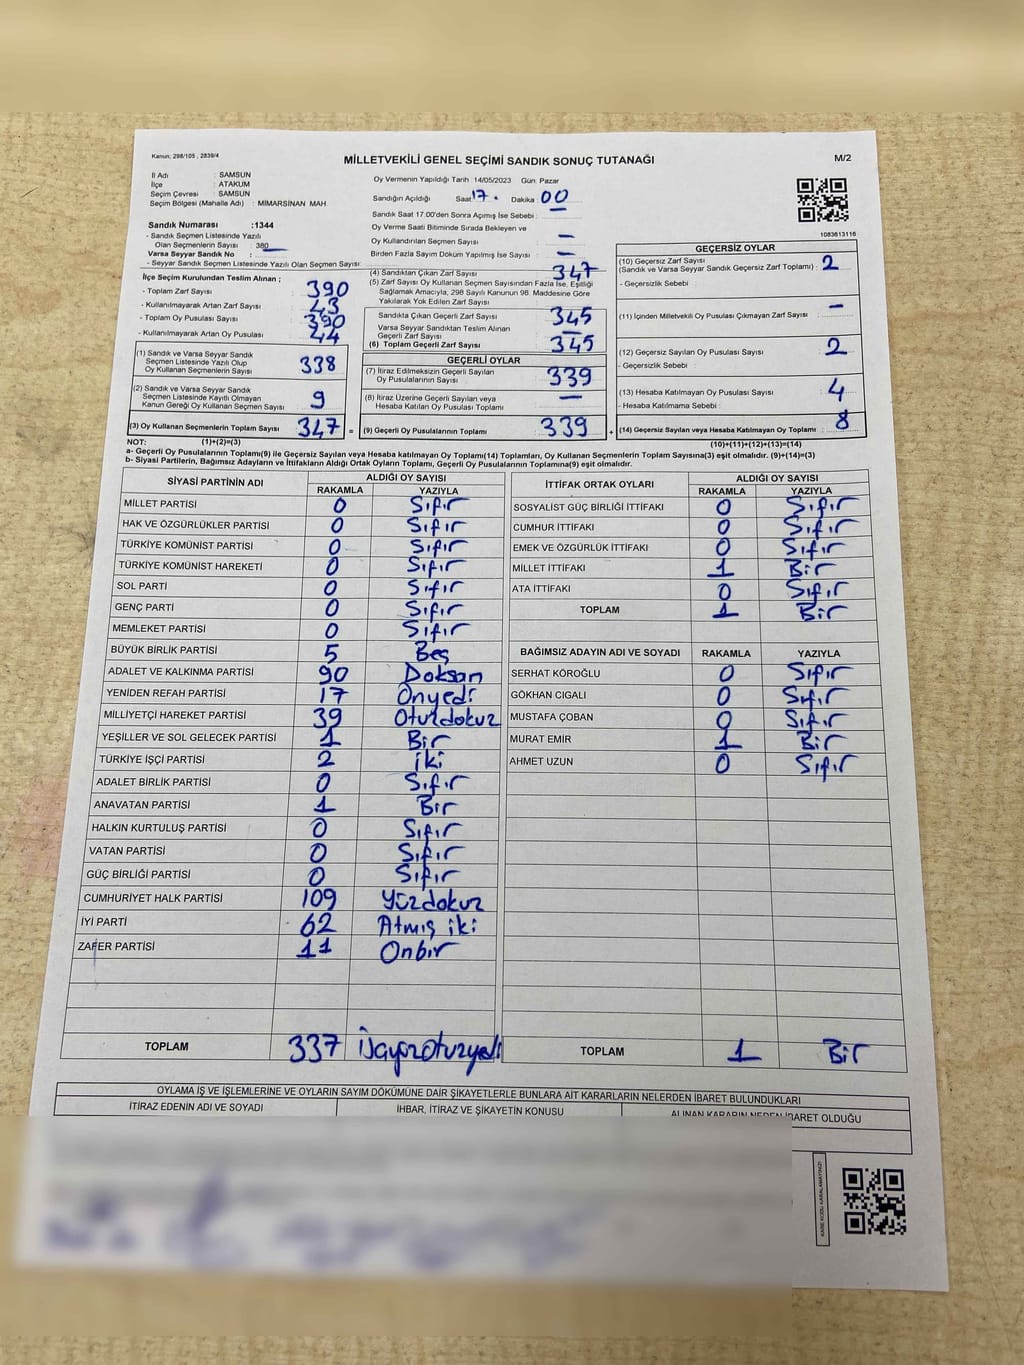 Kanun; 298/105 , 2839/4
MİLLETVEKİLİ GENEL SEÇİMİ SANDIK SONUÇ TUTANAĞI
M/2
İl Adı : SAMSUN
İlçe : ATAKUM
Seçim Çevresi : SAMSUN
Seçim Bölgesi (Mahalle Adı) : MİMARSİNAN MAH.
Oy Vermenin Yapıldığı Tarih : 14/05/2023 Gün: Pazar
Sandığın Açıldığı Saat 17. Dakika 00
Sandık Saat 17.00'den Sonra Açımış İse Sebebi :
Oy Verme Saati Bitiminde Sırada Bekleyen ve
Oy Kullandırılan Seçmen Sayısı : —
Birden Fazla Sayım Döküm Yapılmış İse Sayısı : —
1083613116
Sandık Numarası :1344
- Sandık Seçmen Listesinde Yazılı
Olan Seçmenlerin Sayısı : 380
Varsa Seyyar Sandık No :
- Seyyar Sandık Seçmen Listesinde Yazılı Olan Seçmen Sayısı:
İlçe Seçim Kurulundan Teslim Alınan ;
- Toplam Zarf Sayısı : 390
- Kullanılmayarak Artan Zarf Sayısı : 43
- Toplam Oy Pusulası Sayısı : 390
- Kullanılmayarak Artan Oy Pusulası : 44
(1) Sandık ve Varsa Seyyar Sandık
Seçmen Listesinde Yazılı Olup
Oy Kullanan Seçmenlerin Sayısı : 338
(2) Sandık ve Varsa Seyyar Sandık
Seçmen Listesinde Kayıtlı Olmayan
Kanun Gereği Oy Kullanan Seçmen Sayısı : 9
(3) Oy Kullanan Seçmenlerin Toplam Sayısı : 347 =
(4) Sandıktan Çıkan Zarf Sayısı : 347
(5) Zarf Sayısı Oy Kullanan Seçmen Sayısından Fazla İse, Eşitliği
Sağlamak Amacıyla, 298 Sayılı Kanunun 98. Maddesine Göre
Yakılarak Yok Edilen Zarf Sayısı :
Sandıkta Çıkan Geçerli Zarf Sayısı : 345
Varsa Seyyar Sandıktan Teslim Alınan
Geçerli Zarf Sayısı : —
(6) Toplam Geçerli Zarf Sayısı : 345
GEÇERLİ OYLAR
(7) İtiraz Edilmeksizin Geçerli Sayılan
Oy Pusulalarının Sayısı : 339
(8) İtiraz Üzerine Geçerli Sayılan veya
Hesaba Katılan Oy Pusulası Toplamı : —
(9) Geçerli Oy Pusulalarının Toplamı : 339 +
GEÇERSİZ OYLAR
(10) Geçersiz Zarf Sayısı
(Sandık ve Varsa Seyyar Sandık Geçersiz Zarf Toplamı) : 2
- Geçersizlik Sebebi :
(11) İçinden Milletvekili Oy Pusulası Çıkmayan Zarf Sayısı : —
(12) Geçersiz Sayılan Oy Pusulası Sayısı : 2
- Geçersizlik Sebebi :
(13) Hesaba Katılmayan Oy Pusulası Sayısı : 4
- Hesaba Katılmama Sebebi :
(14) Geçersiz Sayılan veya Hesaba Katılmayan Oy Toplamı : 8
NOT: (1)+(2)=(3) (10)+(11)+(12)+(13)=(14)
a- Geçerli Oy Pusulasının Toplamı(9) ile Geçersiz Sayılan veya Hesaba katılmayan Oy Toplamı(14) Toplamları, Oy Kullanan Seçmenlerin Toplam Sayısına(3) eşit olmalıdır. (9)+(14)=(3)
b- Siyasi Partilerin, Bağımsız Adayların ve İttifakların Aldığı Ortak Oyların Toplamı, Geçerli Oy Pusulalarının Toplamına(9) eşit olmalıdır.
SİYASİ PARTİNİN ADI ALDIĞI OY SAYISI
RAKAMLA YAZIYLA
MİLLET PARTİSİ 0 Sıfır
HAK VE ÖZGÜRLÜKLER PARTİSİ 0 Sıfır
TÜRKİYE KOMÜNİST PARTİSİ 0 Sıfır
TÜRKİYE KOMÜNİST HAREKETİ 0 Sıfır
SOL PARTİ 0 Sıfır
GENÇ PARTİ 0 Sıfır
MEMLEKET PARTİSİ 0 Sıfır
BÜYÜK BİRLİK PARTİSİ 5 Beş
ADALET VE KALKINMA PARTİSİ 90 Doksan
YENİDEN REFAH PARTİSİ 17 Onyedi
MİLLİYETÇİ HAREKET PARTİSİ 39 Otuzdokuz
YEŞİLLER VE SOL GELECEK PARTİSİ 1 Bir
TÜRKİYE İŞÇİ PARTİSİ 2 iki
ADALET BİRLİK PARTİSİ 0 Sıfır
ANAVATAN PARTİSİ 1 Bir
HALKIN KURTULUŞ PARTİSİ 0 Sıfır
VATAN PARTİSİ 0 Sıfır
GÜÇ BİRLİĞİ PARTİSİ 0 Sıfır
CUMHURİYET HALK PARTİSİ 109 Yüzdokuz
İYİ PARTİ 62 Atmış iki
ZAFER PARTİSİ 11 Onbir
TOPLAM 337
İTTİFAK ORTAK OYLARI ALDIĞI OY SAYISI
RAKAMLA YAZIYLA
SOSYALİST GÜÇ BİRLİĞİ İTTİFAKI 0 Sıfır
CUMHUR İTTİFAKI 0 Sıfır
EMEK VE ÖZGÜRLÜK İTTİFAKI 0 Sıfır
MİLLET İTTİFAKI 1 Bir
ATA İTTİFAKI 0 Sıfır
TOPLAM 1 Bir
BAĞIMSIZ ADAYIN ADI VE SOYADI RAKAMLA YAZIYLA
SERHAT KÖROĞLU 0 Sıfır
GÖKHAN CIGALI 0 Sıfır
MUSTAFA ÇOBAN 0 Sıfır
MURAT EMİR 1 Bir
AHMET UZUN 0 Sıfır
TOPLAM 1 Bir
OYLAMA İŞ VE İŞLEMLERİNE VE OYLARIN SAYIM DÖKÜMÜNE DAİR ŞİKAYETLERLE BUNLARA AİT KARARLARIN NELERDEN İBARET BULUNDUKLARI
İTİRAZ EDENİN ADI VE SOYADI İHBAR, İTİRAZ VE ŞİKAYETİN KONUSU ALINAN KARARIN NEDEN İBARET OLDUĞU
KARE KODU KARALAMAYINIZ!